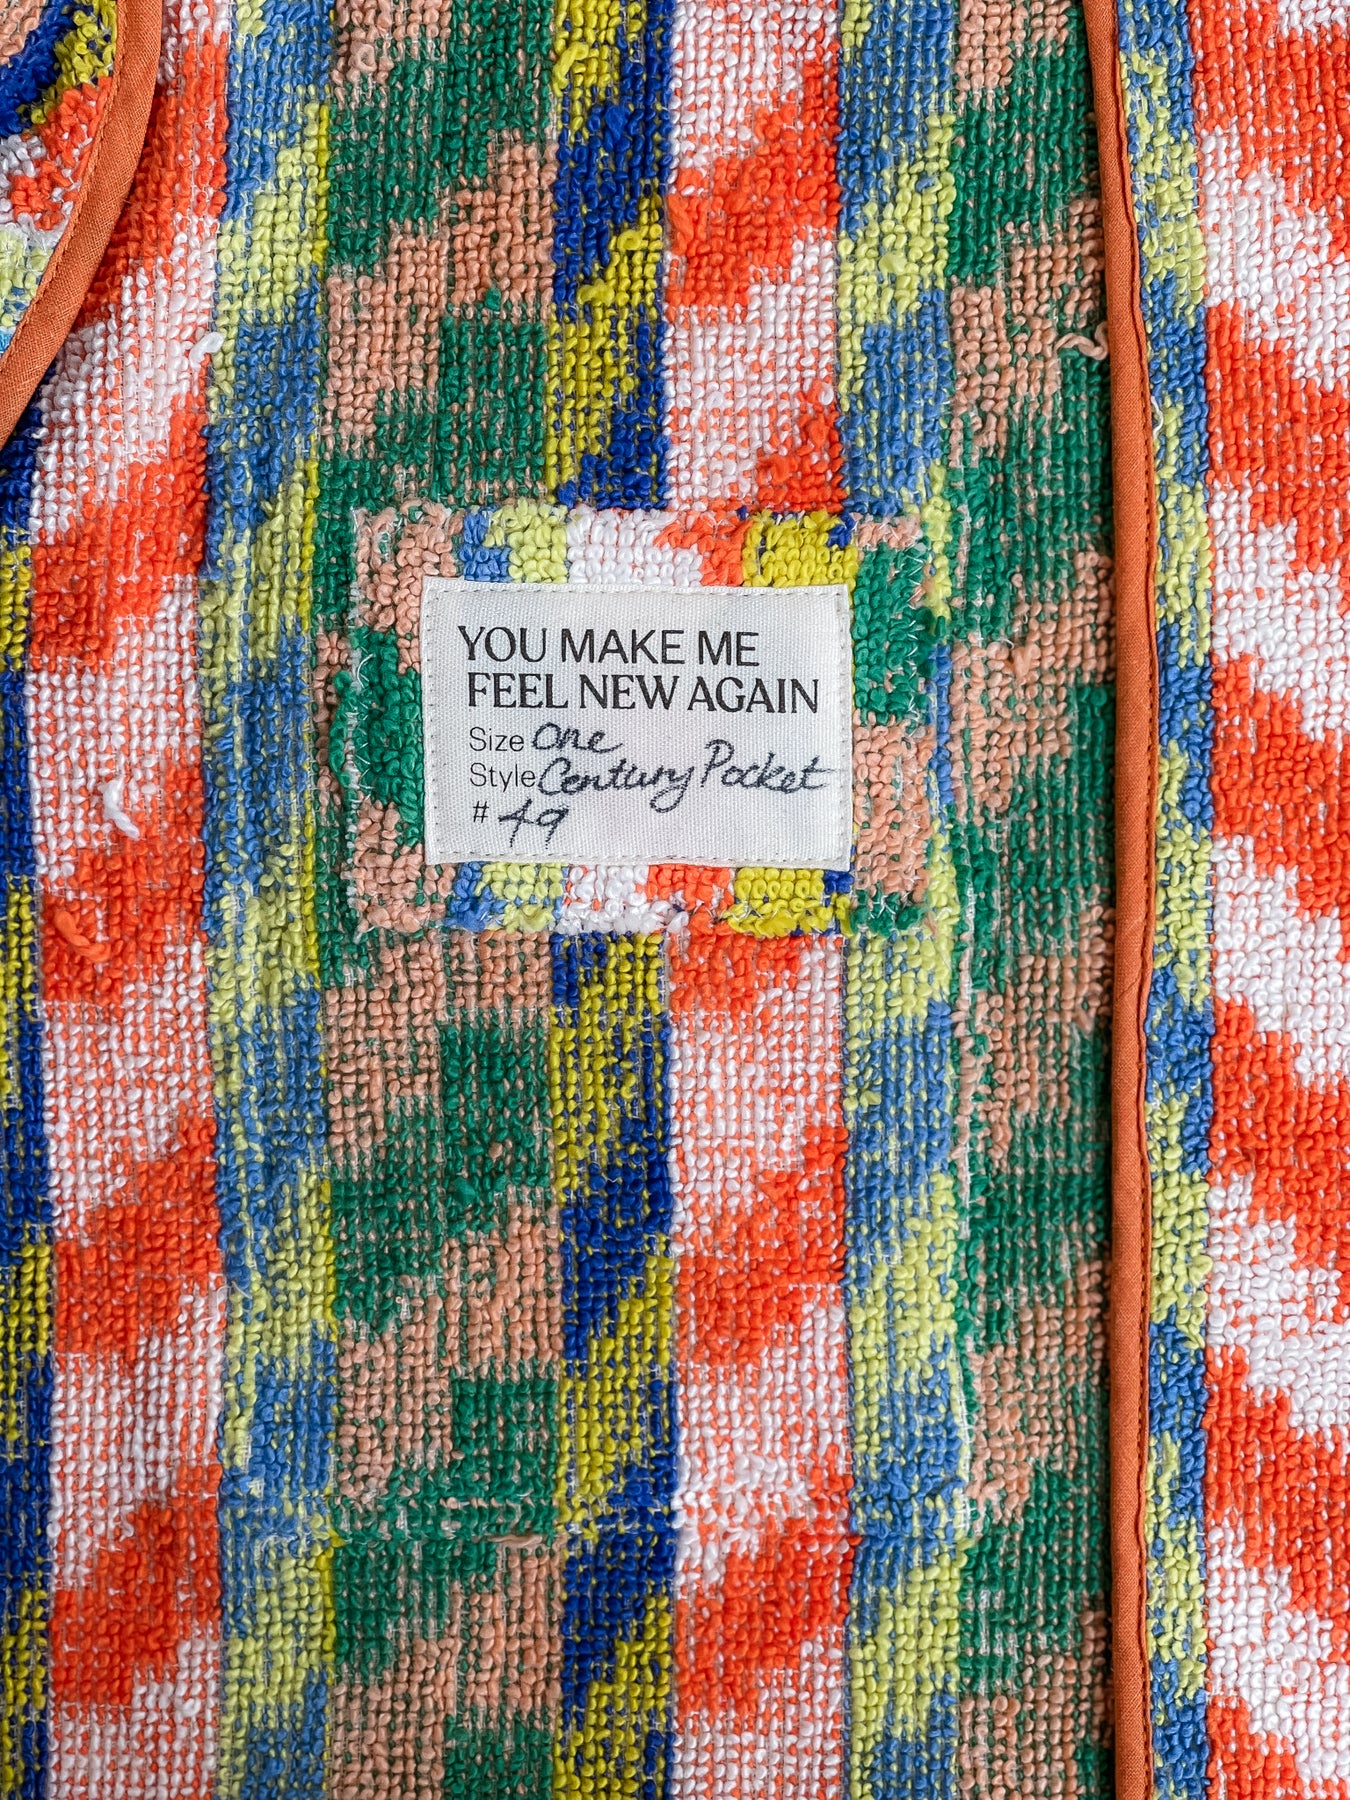 YOU MAKE ME
FEEL NEW AGAIN
Size One
Style Century Pocket
# 49